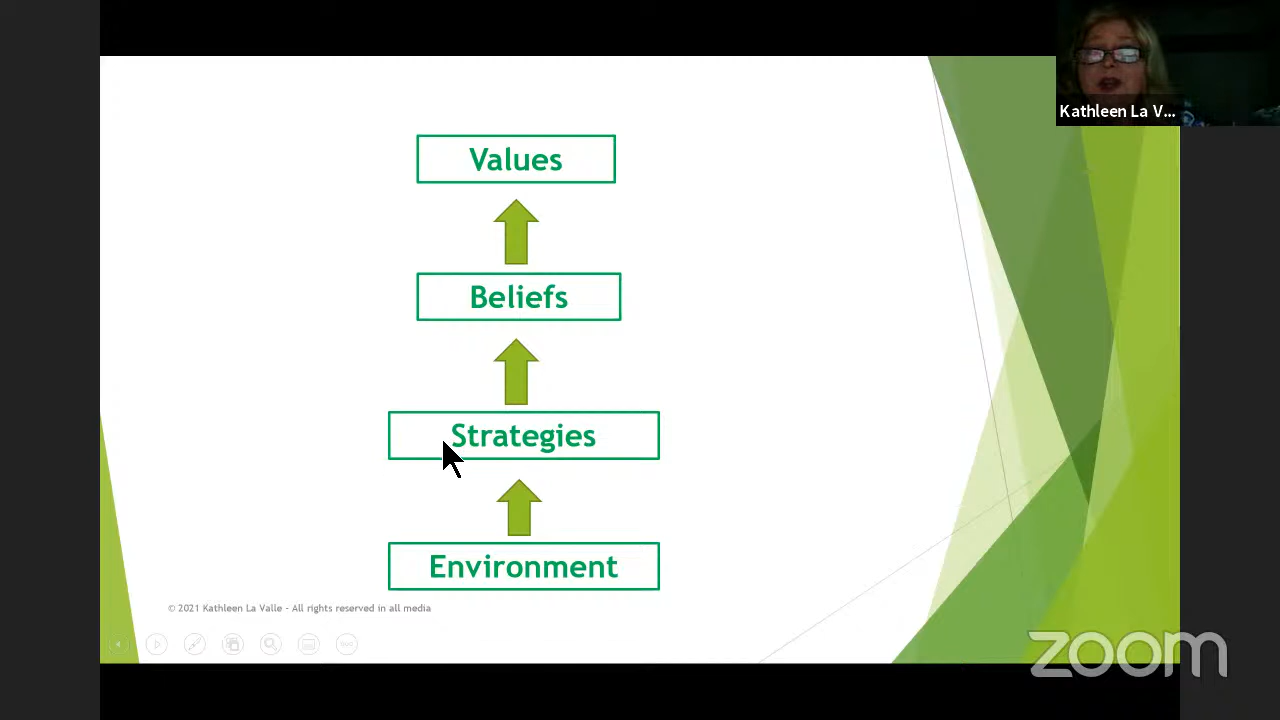 Kathleen La V...
Values
Beliefs
Strategies
Environment
© 2021 Kathleen La Valle - All rights reserved in all media
zoom